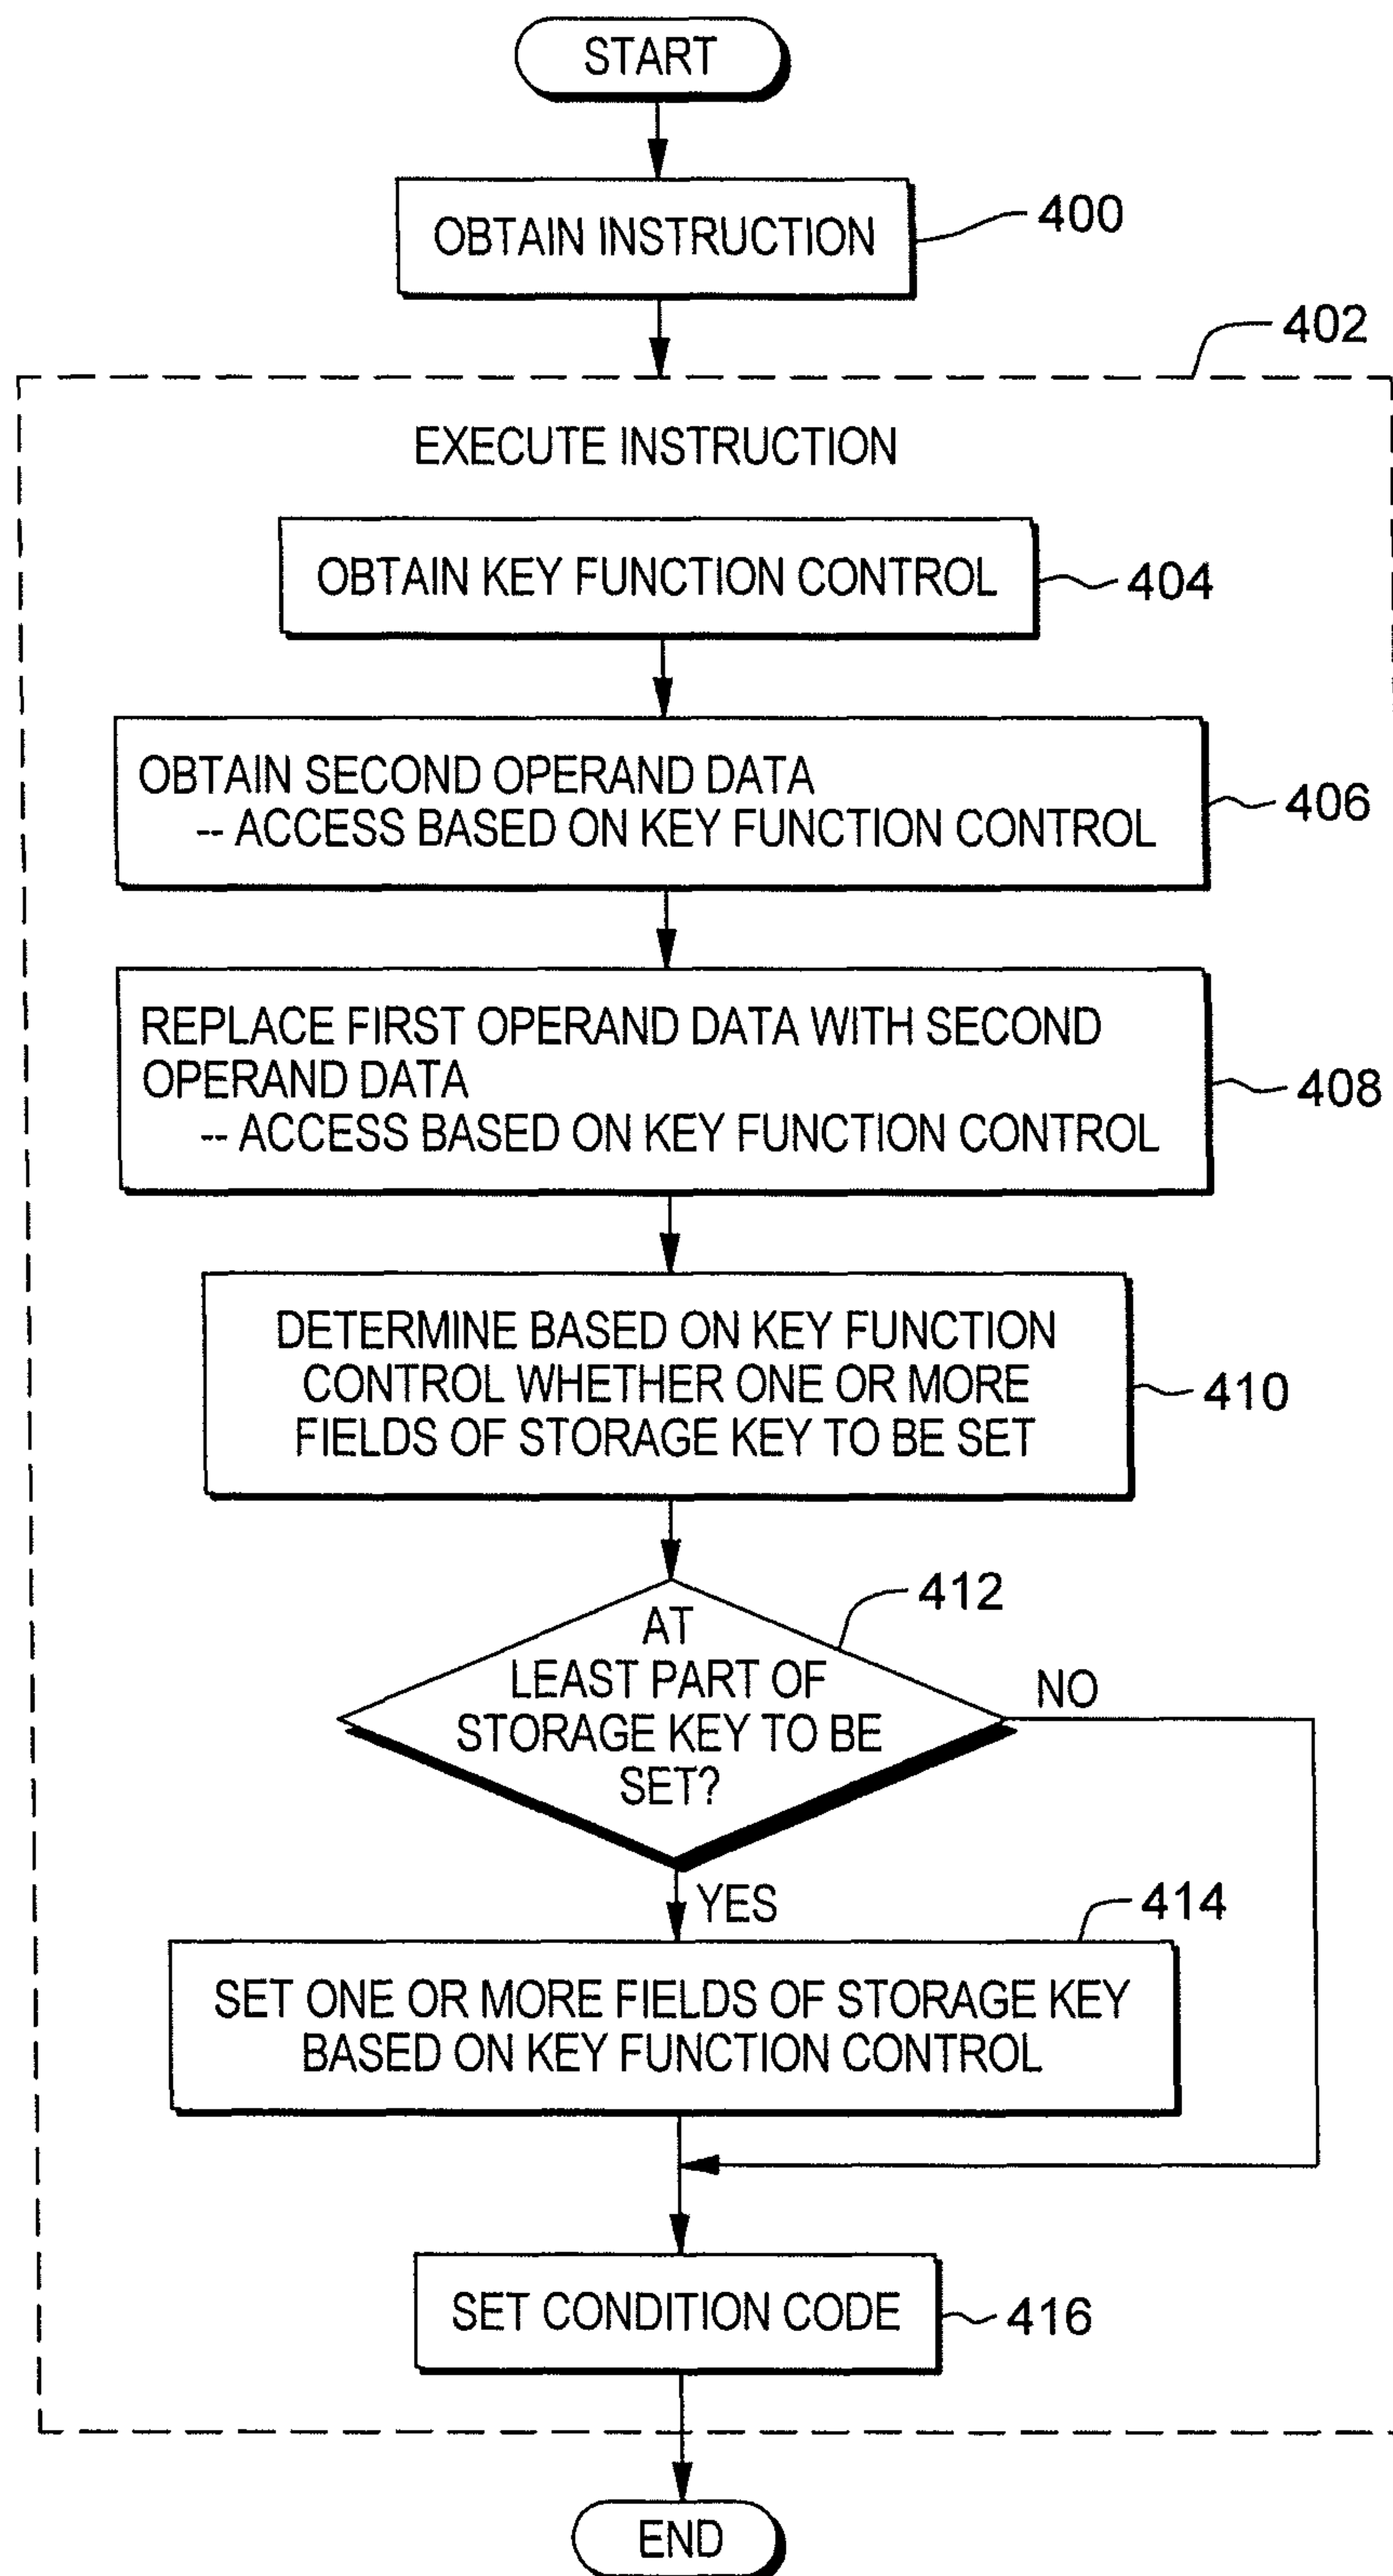 START
OBTAIN INSTRUCTION
400
402
EXECUTE INSTRUCTION
OBTAIN KEY FUNCTION CONTROL
404
OBTAIN SECOND OPERAND DATA
-- ACCESS BASED ON KEY FUNCTION CONTROL
406
REPLACE FIRST OPERAND DATA WITH SECOND
OPERAND DATA
-- ACCESS BASED ON KEY FUNCTION CONTROL
408
DETERMINE BASED ON KEY FUNCTION
CONTROL WHETHER ONE OR MORE
FIELDS OF STORAGE KEY TO BE SET
410
412
AT
LEAST PART OF
STORAGE KEY TO BE
SET?
NO
YES
414
SET ONE OR MORE FIELDS OF STORAGE KEY
BASED ON KEY FUNCTION CONTROL
SET CONDITION CODE
416
END